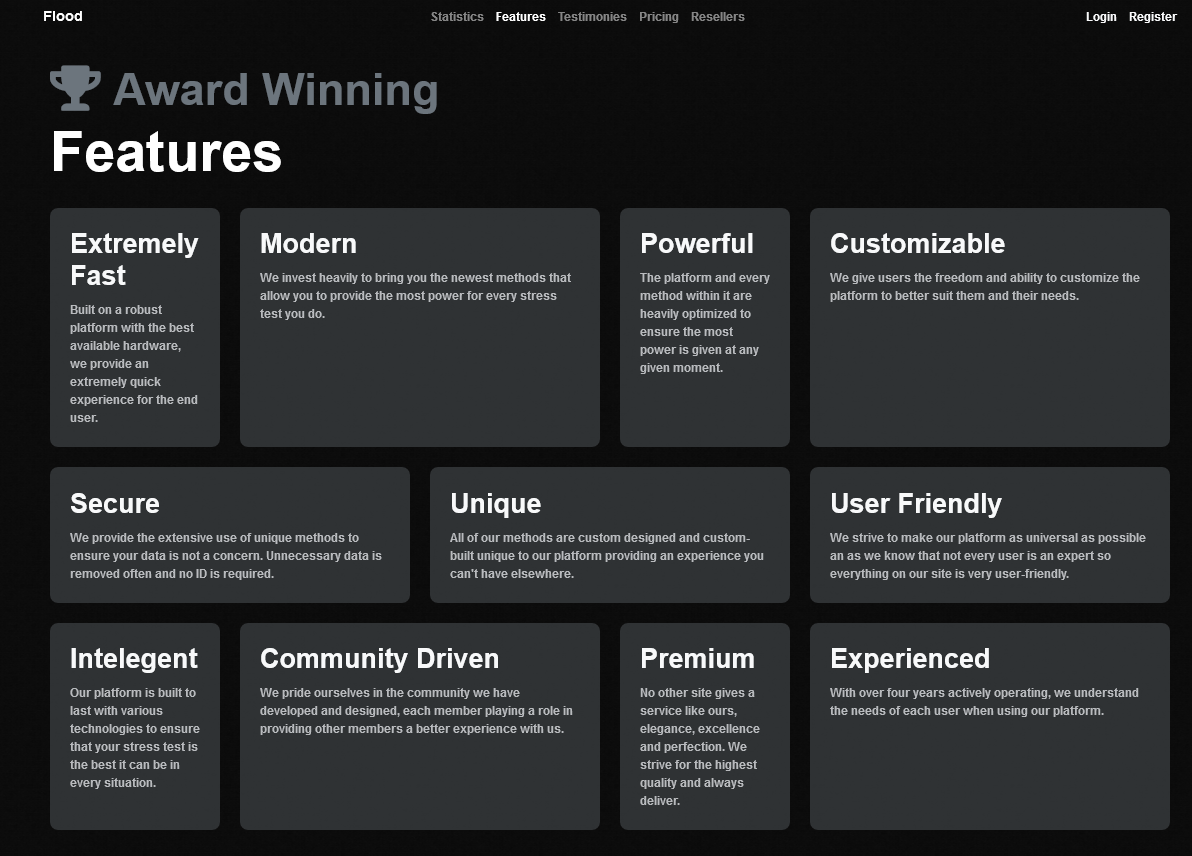 Flood
Statistics Features Testimonies Pricing Resellers
Login Register
Award Winning
Features
Extremely
Fast
Built on a robust
platform with the best
available hardware,
we provide an
extremely quick
experience for the end
user.
Modern
We invest heavily to bring you the newest methods that
allow you to provide the most power for every stress
test you do.
Powerful
The platform and every
method within it are
heavily optimized to
ensure the most
power is given at any
given moment.
Customizable
We give users the freedom and ability to customize the
platform to better suit them and their needs.
Secure
We provide the extensive use of unique methods to
ensure your data is not a concern. Unnecessary data is
removed often and no ID is required.
Unique
All of our methods are custom designed and custom-
built unique to our platform providing an experience you
can't have elsewhere.
User Friendly
We strive to make our platform as universal as possible
an as we know that not every user is an expert so
everything on our site is very user-friendly.
Intelegent
Our platform is built to
last with various
technologies to ensure
that your stress test is
the best it can be in
every situation.
Community Driven
We pride ourselves in the community we have
developed and designed, each member playing a role in
providing other members a better experience with us.
Premium
No other site gives a
service like ours,
elegance, excellence
and perfection. We
strive for the highest
quality and always
deliver.
Experienced
With over four years actively operating, we understand
the needs of each user when using our platform.